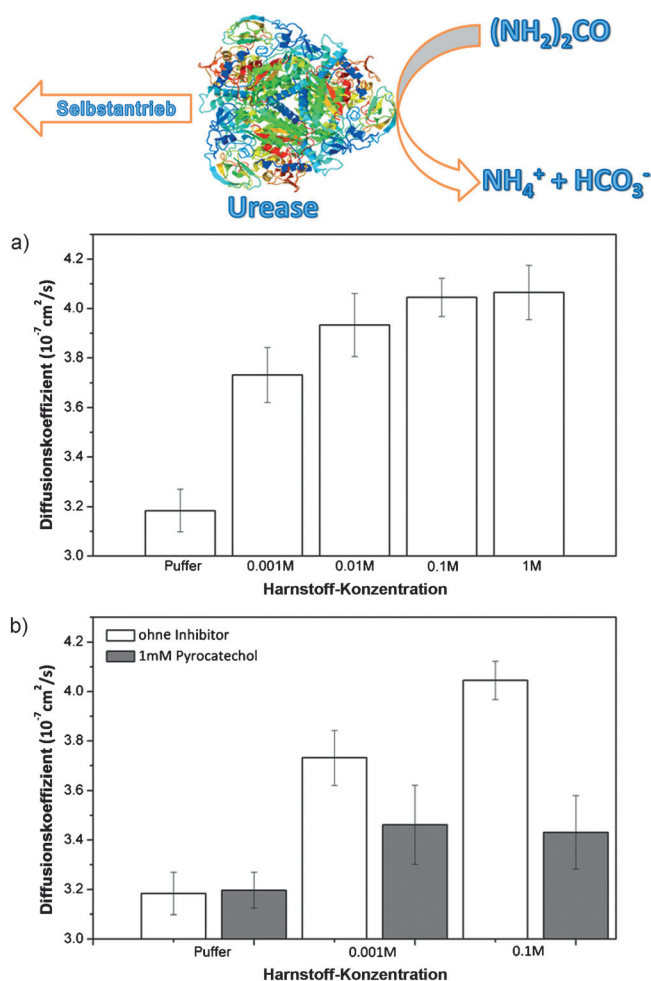 (NH₂)₂CO
Selbstantrieb
Urease
NH₄⁺ + HCO₃⁻
a)
Diffusionskoeffizient (10⁻⁷ cm²/s)
4.2
4.0
3.8
3.6
3.4
3.2
3.0
Puffer 0.001M 0.01M 0.1M 1M
Harnstoff-Konzentration
b)
ohne Inhibitor
1mM Pyrocatechol
Diffusionskoeffizient (10⁻⁷ cm²/s)
4.2
4.0
3.8
3.6
3.4
3.2
3.0
Puffer 0.001M 0.1M
Harnstoff-Konzentration